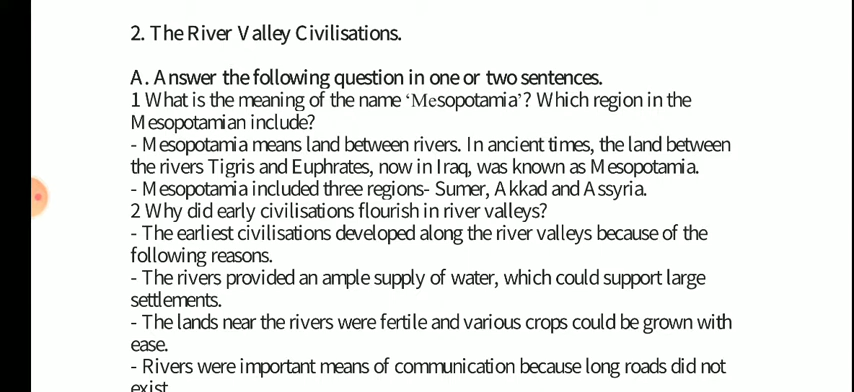 2. The River Valley Civilisations.
A. Answer the following question in one or two sentences.
1 What is the meaning of the name ‘Mesopotamia’? Which region in the
Mesopotamian include?
- Mesopotamia means land between rivers. In ancient times, the land between
the rivers Tigris and Euphrates, now in Iraq, was known as Mesopotamia.
- Mesopotamia included three regions- Sumer, Akkad and Assyria.
2 Why did early civilisations flourish in river valleys?
- The earliest civilisations developed along the river valleys because of the
following reasons.
- The rivers provided an ample supply of water, which could support large
settlements.
- The lands near the rivers were fertile and various crops could be grown with
ease.
- Rivers were important means of communication because long roads did not
exist